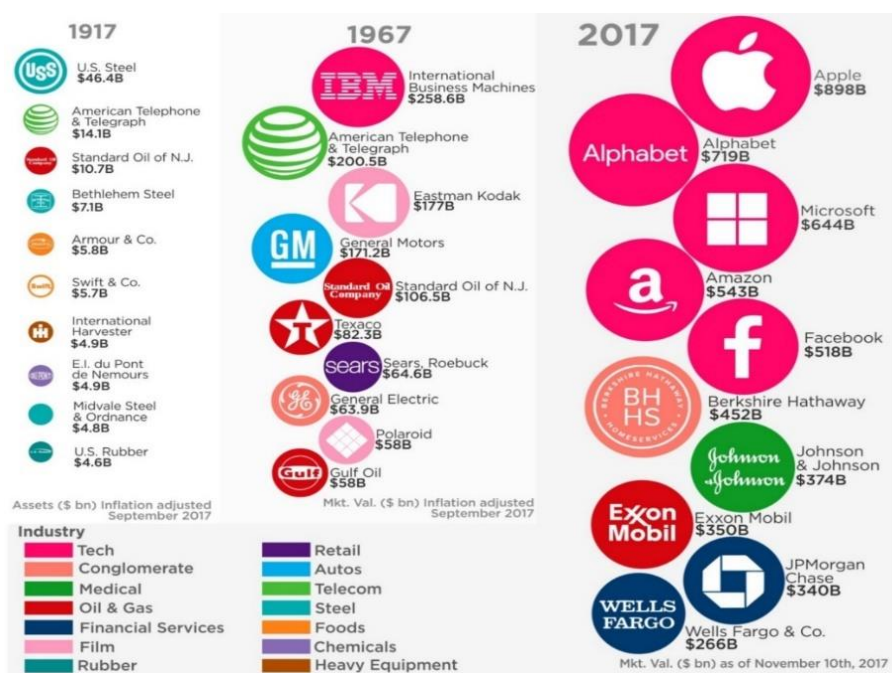 1917
USS
U.S. Steel
$46.4B
American Telephone
& Telegraph
$14.1B
Standard Oil
Company
Standard Oil of N.J.
$10.7B
Bethlehem Steel
$7.1B
Armour & Co.
$5.8B
Swift & Co.
$5.7B
International
Harvester
$4.9B
E.I. du Pont
de Nemours
$4.9B
Midvale Steel
& Ordnance
$4.8B
U.S. Rubber
$4.6B
Assets ($ bn) Inflation adjusted
September 2017
1967
IBM
International
Business Machines
$258.6B
American Telephone
& Telegraph
$200.5B
Eastman Kodak
$177B
GM
General Motors
$171.2B
Standard Oil
Company
Standard Oil of N.J.
$106.5B
T
Texaco
$82.3B
sears
Sears, Roebuck
$64.6B
GE
General Electric
$63.9B
Polaroid
$58B
Gulf
Gulf Oil
$58B
Mkt. Val. ($ bn) Inflation adjusted
September 2017
2017
Apple
$898B
Alphabet
Alphabet
$719B
Microsoft
$644B
a
Amazon
$543B
f
Facebook
$518B
BERKSHIRE HATHAWAY
BH
HS
HOMESERVICES
Berkshire Hathaway
$452B
Johnson
& Johnson
Johnson
& Johnson
$374B
Exxon
Mobil
Exxon Mobil
$350B
JPMorgan
Chase
$340B
WELLS
FARGO
Wells Fargo & Co.
$266B
Mkt. Val. ($ bn) as of November 10th, 2017
Industry
Tech
Conglomerate
Medical
Oil & Gas
Financial Services
Film
Rubber
Retail
Autos
Telecom
Steel
Foods
Chemicals
Heavy Equipment